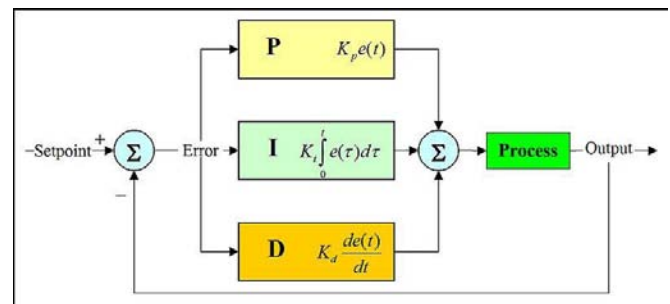 P K_p e(t)
–Setpoint + Σ Error I K_i ∫_0^t e(τ)dτ Σ Process Output
–
D K_d de(t)/dt